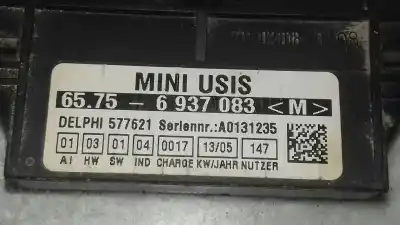 MINI USIS
65.75 - 6 937 083 <M>
DELPHI 577621 Seriennr.:A0131235
01 03 01 04 0017 13/05 147
AI HW SW IND CHARGE KW/JAHR NUTZER